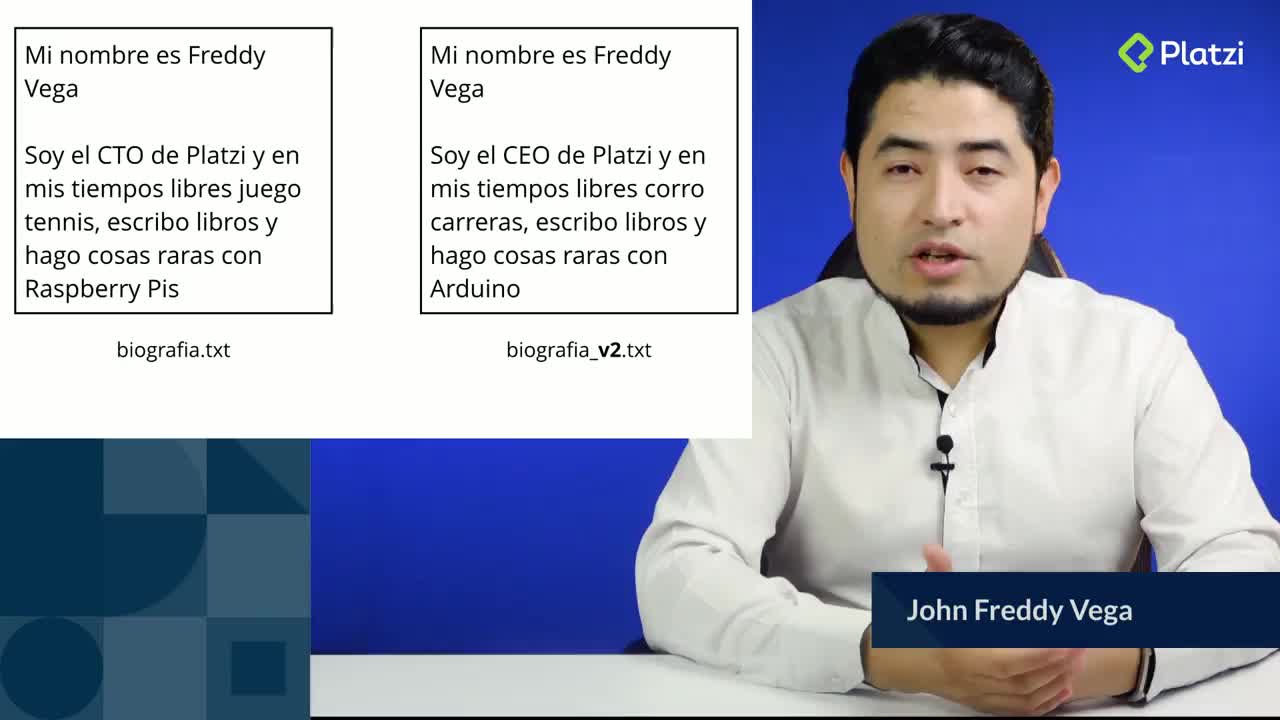 Mi nombre es Freddy
Vega
Soy el CTO de Platzi y en
mis tiempos libres juego
tennis, escribo libros y
hago cosas raras con
Raspberry Pis
biografia.txt
Mi nombre es Freddy
Vega
Soy el CEO de Platzi y en
mis tiempos libres corro
carreras, escribo libros y
hago cosas raras con
Arduino
biografia_v2.txt
Platzi
John Freddy Vega